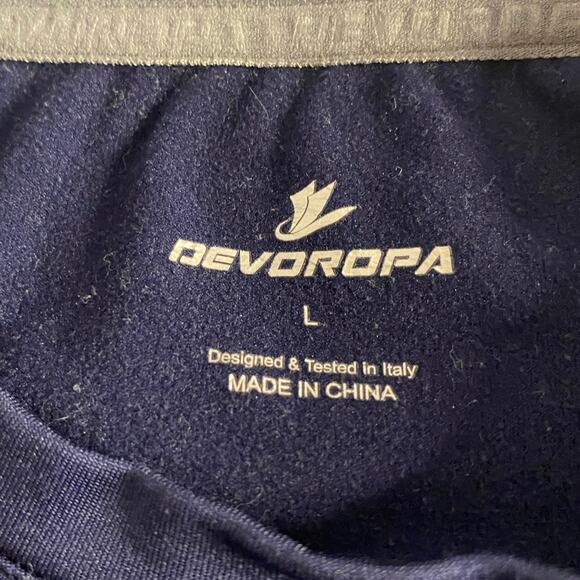 DEVOROPA
L
Designed & Tested in Italy
MADE IN CHINA